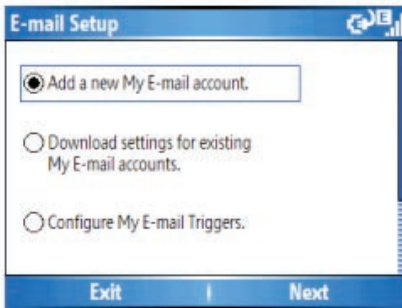 E-mail Setup
E
Add a new My E-mail account.
Download settings for existing
My E-mail accounts.
Configure My E-mail Triggers.
Exit
Next